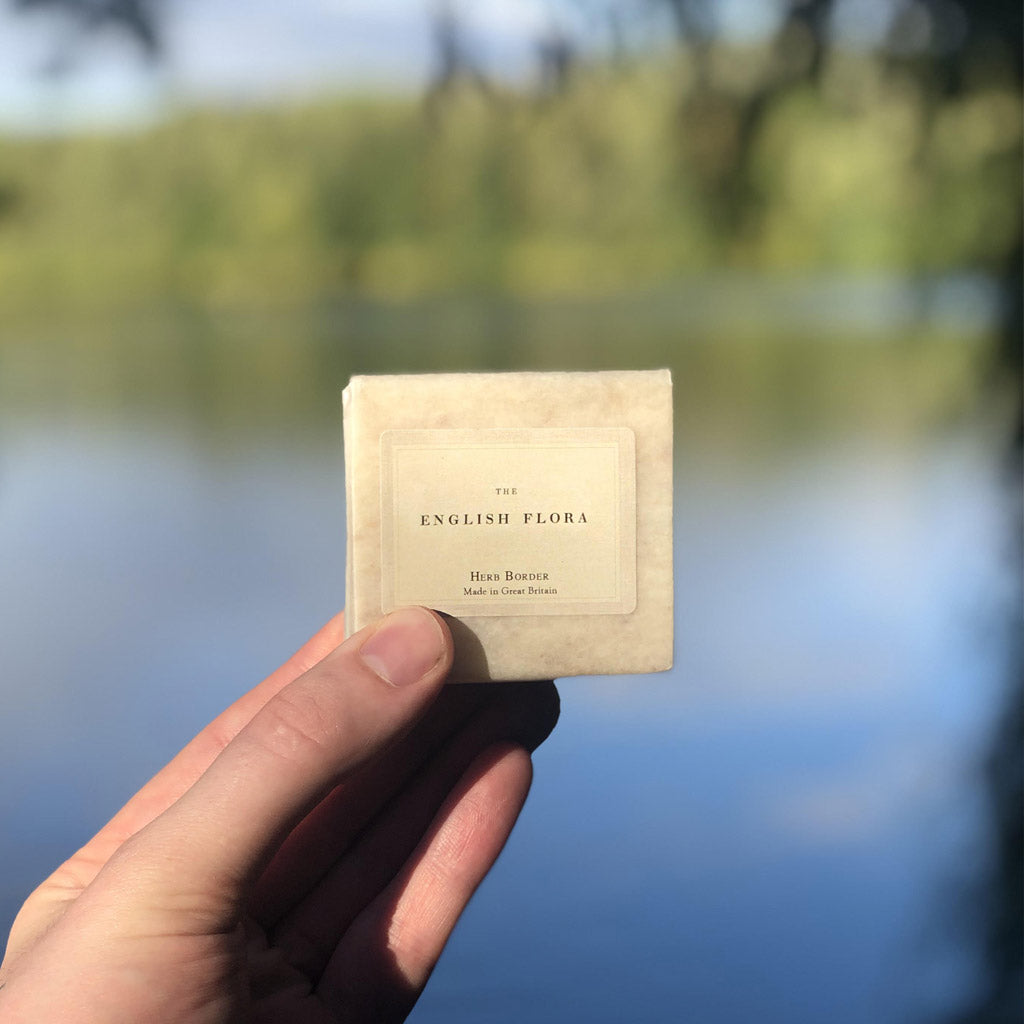 THE
ENGLISH FLORA
HERB BORDER
Made in Great Britain